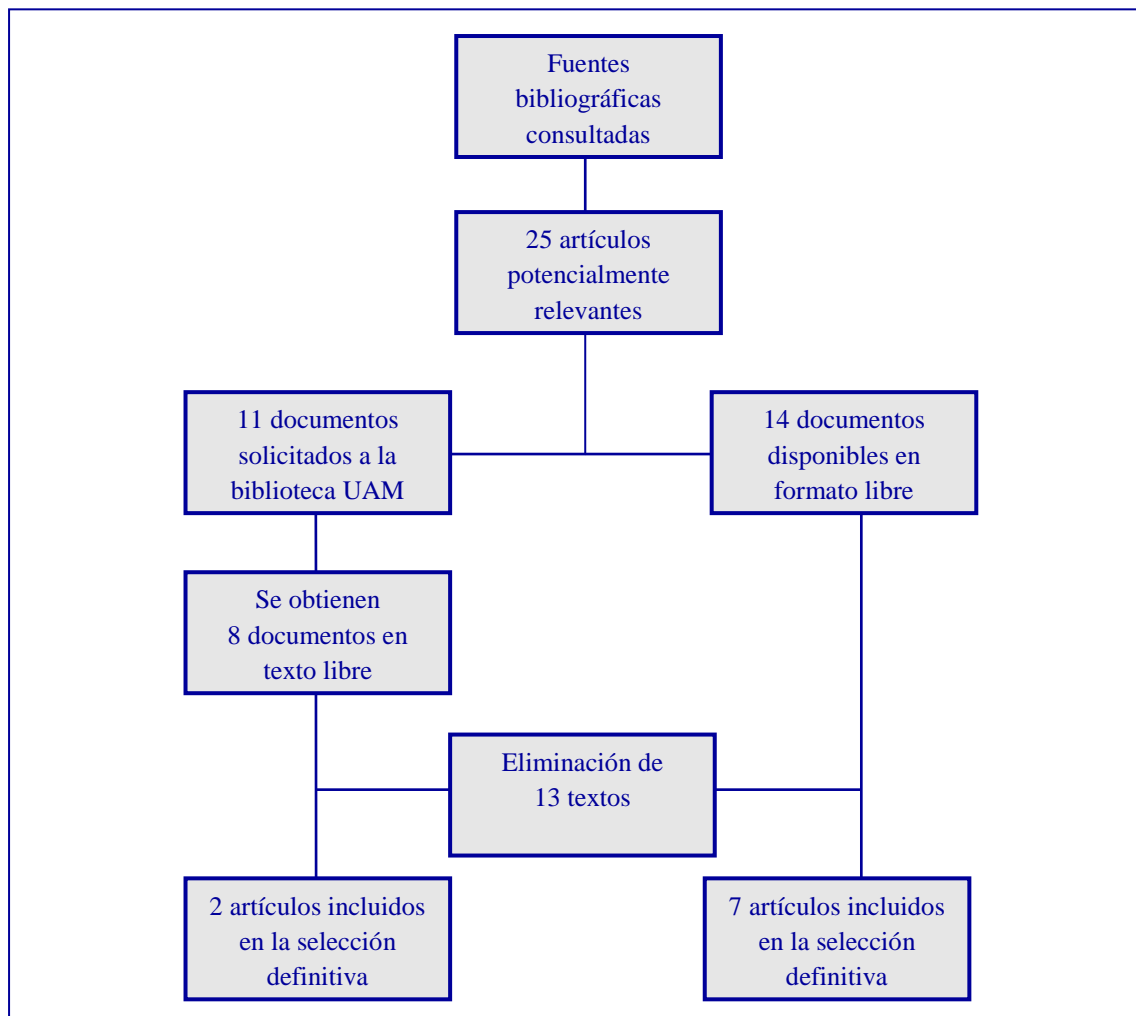 Fuentes
bibliográficas
consultadas
25 artículos
potencialmente
relevantes
11 documentos
solicitados a la
biblioteca UAM
14 documentos
disponibles en
formato libre
Se obtienen
8 documentos en
texto libre
Eliminación de
13 textos
2 artículos incluidos
en la selección
definitiva
7 artículos incluidos
en la selección
definitiva